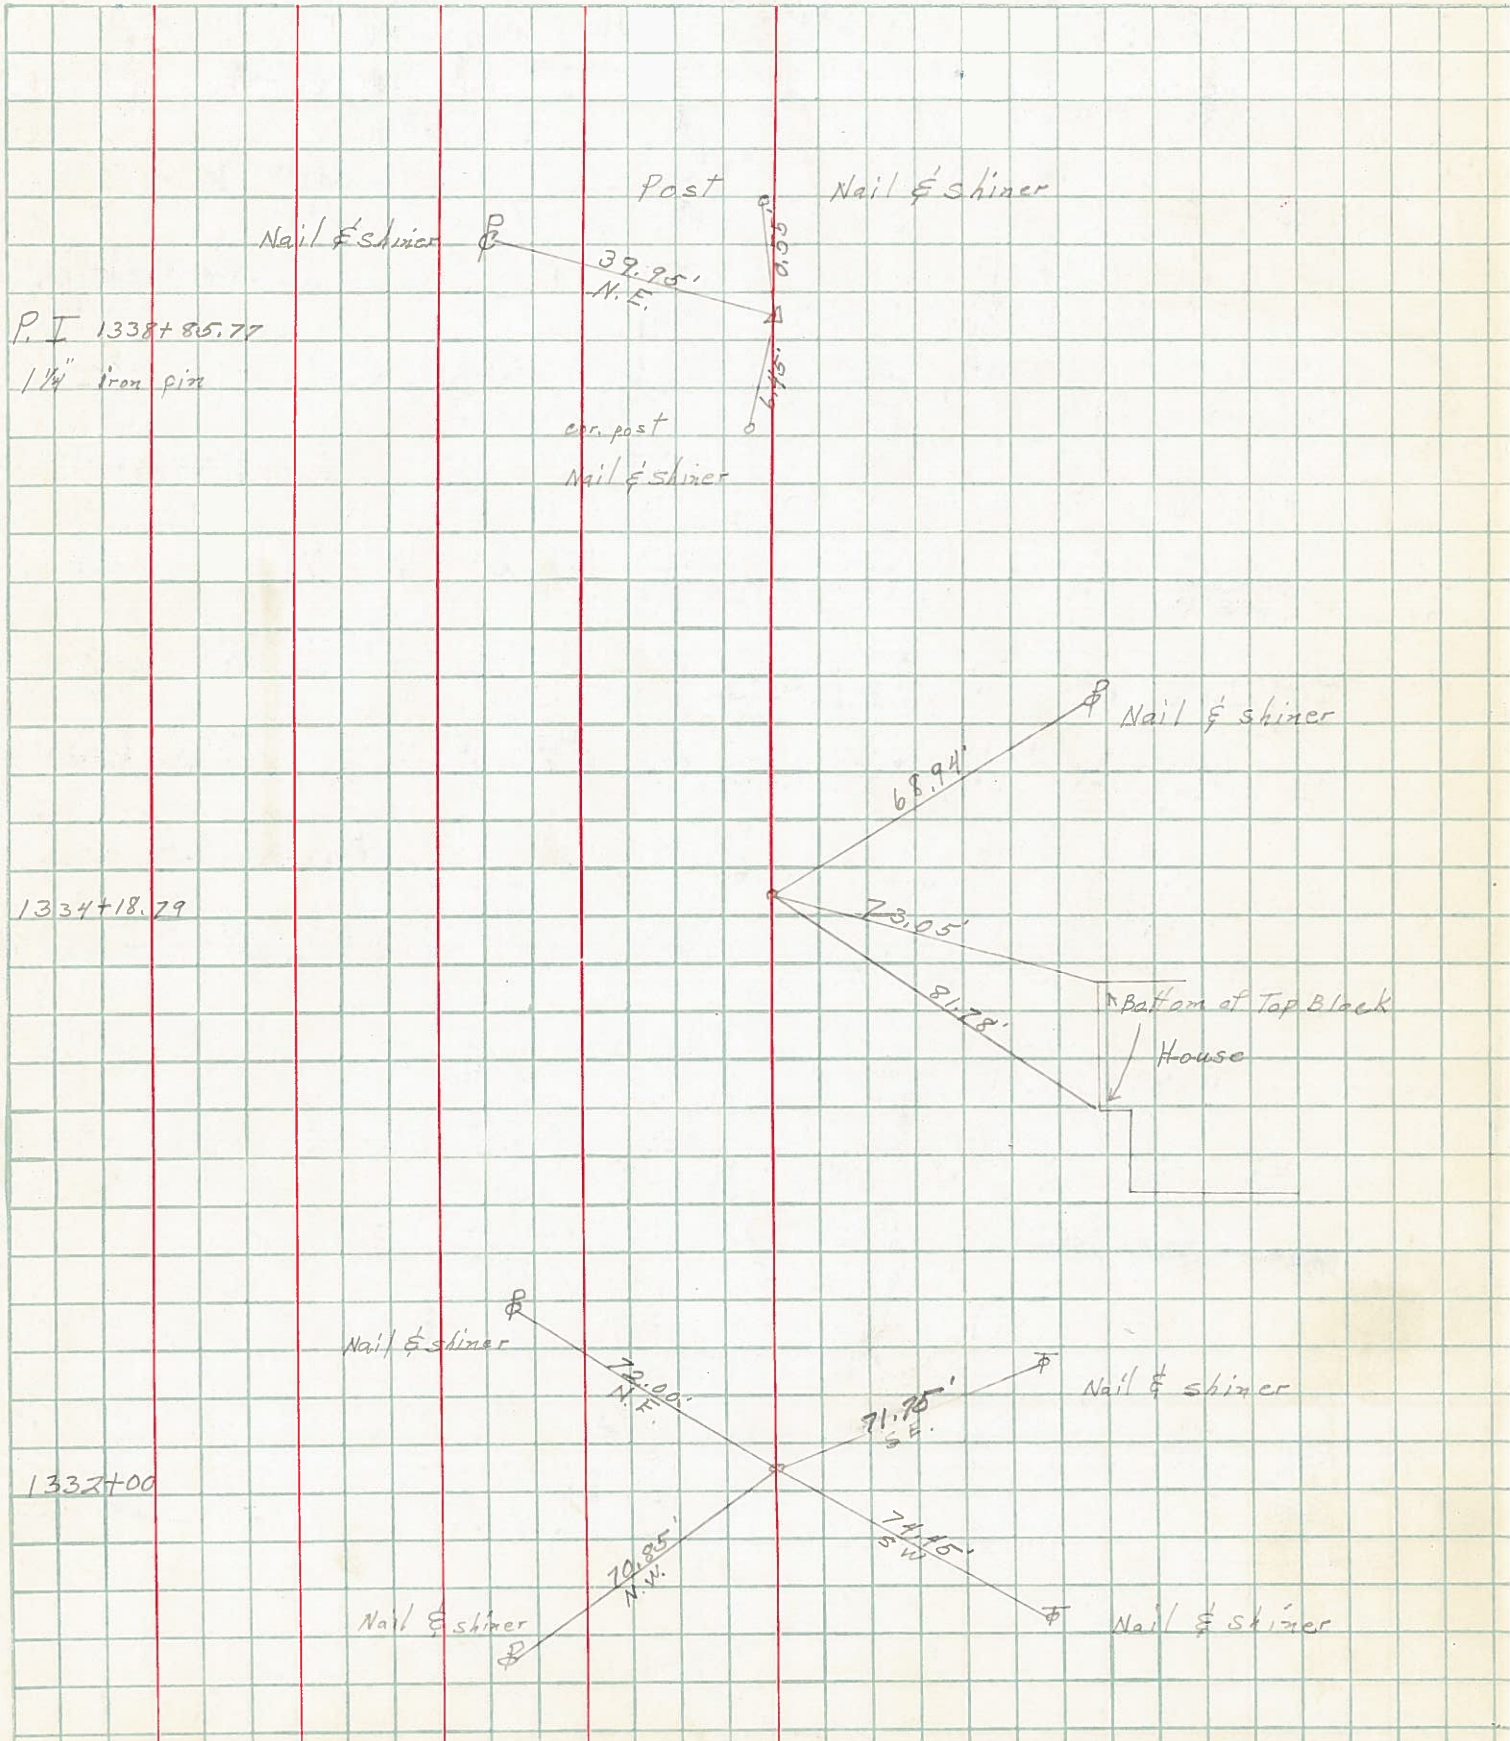 Post Nail & shiner
Nail & shiner
0.55'
39.95'
N.E.
P.I 1338+85.77
1 1/4" iron pin
6.45'
cor. post
Nail & shiner
Nail & shiner
68.94'
1334+18.79
73.05'
81.78'
Bottom of Top Block
House
Nail & shiner
72.00'
N.E.
Nail & shiner
71.75'
S.E.
1332+00
74.45'
S W
70.85'
N.W.
Nail & shiner
Nail & shiner